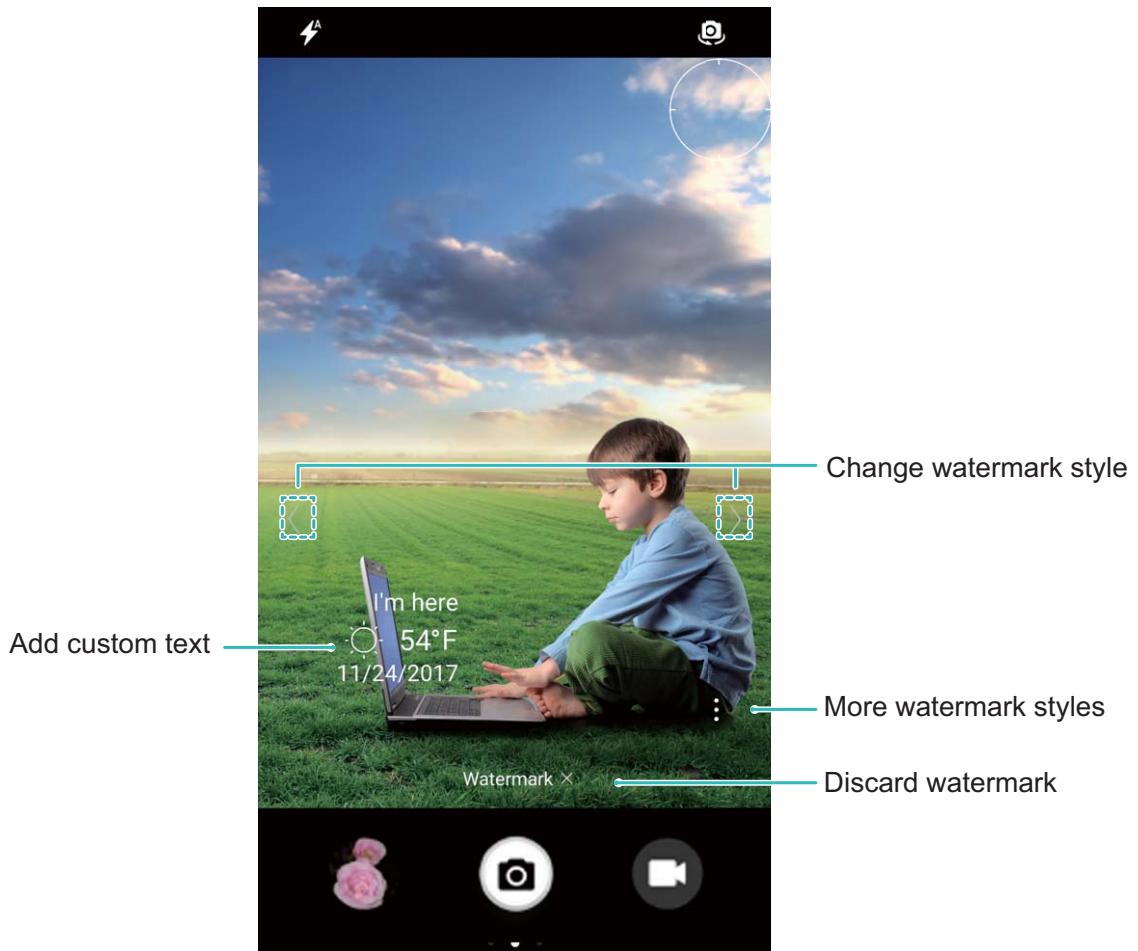 A
Change watermark style
I'm here
54°F
11/24/2017
Add custom text
More watermark styles
Watermark ×
Discard watermark